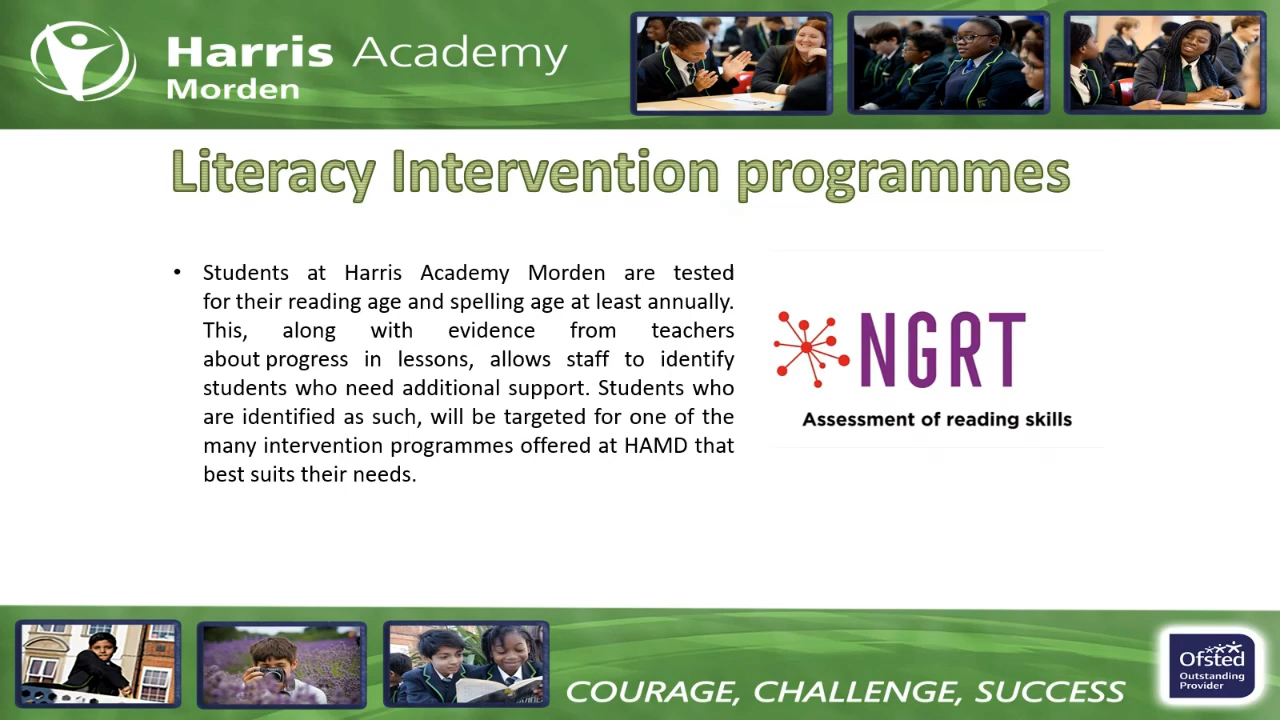 Harris Academy
Morden
Literacy Intervention programmes
• Students at Harris Academy Morden are tested
for their reading age and spelling age at least annually.
This, along with evidence from teachers
about progress in lessons, allows staff to identify
students who need additional support. Students who
are identified as such, will be targeted for one of the
many intervention programmes offered at HAMD that
best suits their needs.
NGRT
Assessment of reading skills
COURAGE, CHALLENGE, SUCCESS
Ofsted
Outstanding
Provider